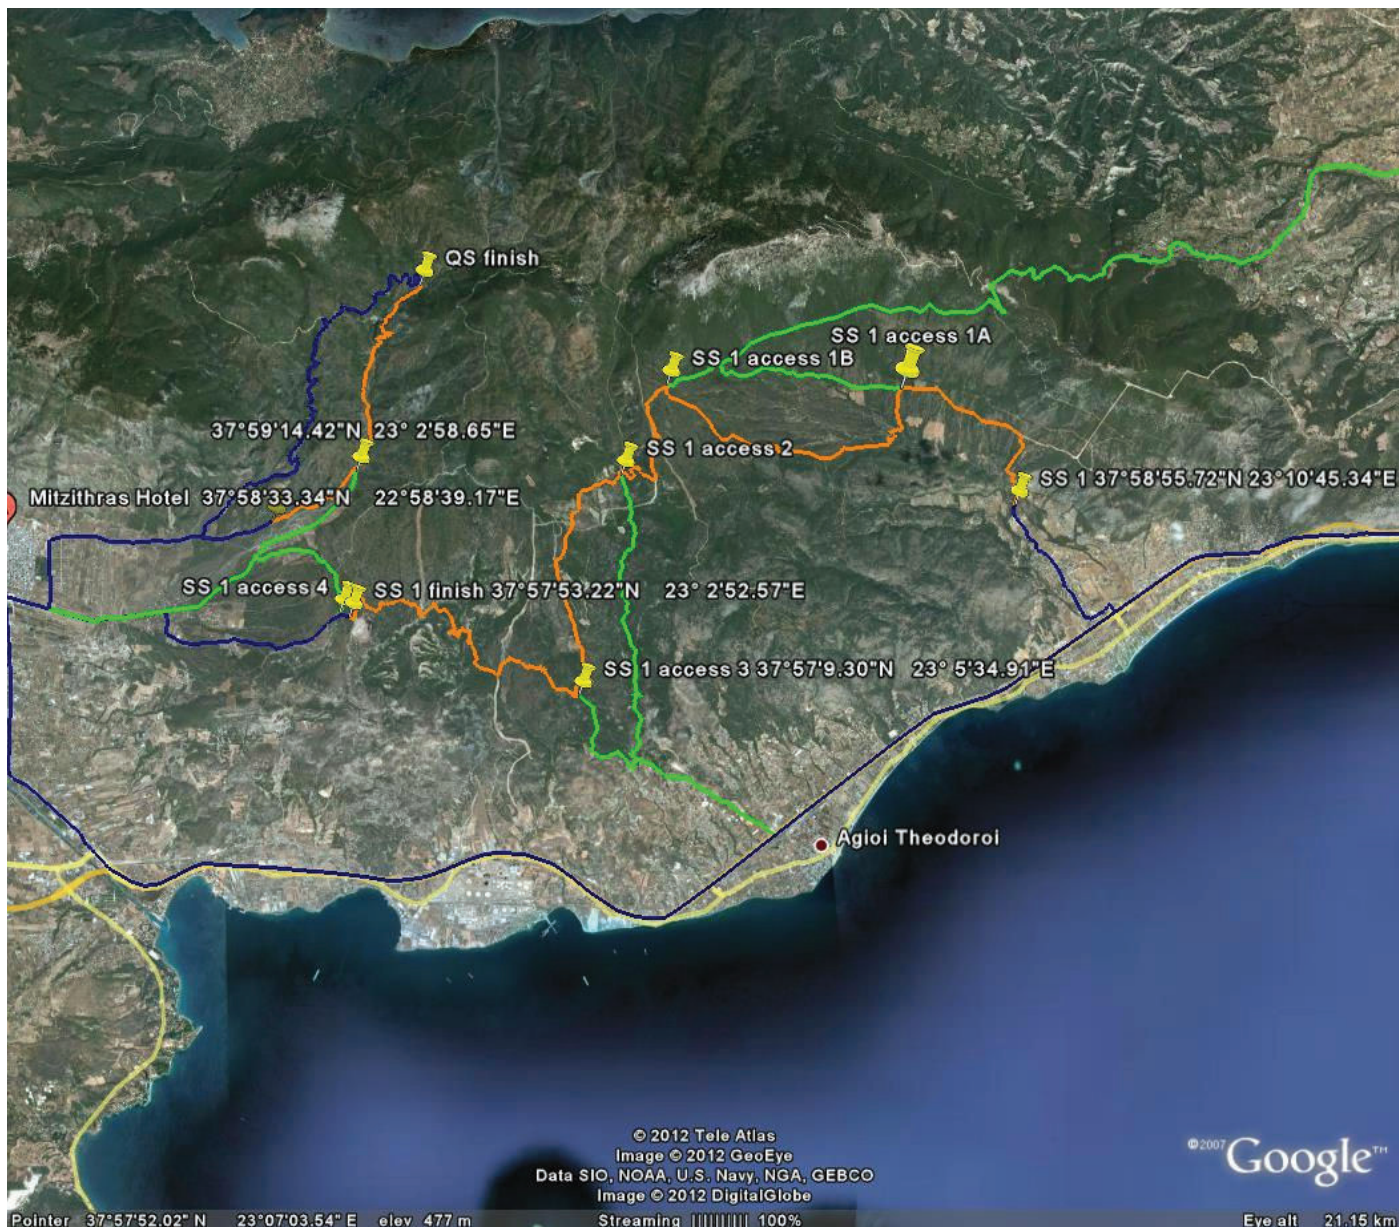 QS finish
SS 1 access 1A
SS 1 access 1B
37°59'14.42"N 23° 2'58.65"E
SS 1 access 2
SS 1 37°58'55.72"N 23°10'45.34"E
Mitzithras Hotel 37°58'33.34"N 22°58'39.17"E
SS 1 access 4
SS 1 finish 37°57'53.22"N 23° 2'52.57"E
SS 1 access 3 37°57'9.30"N 23° 5'34.91"E
Agioi Theodoroi
© 2012 Tele Atlas
Image © 2012 GeoEye
Data SIO, NOAA, U.S. Navy, NGA, GEBCO
Image © 2012 DigitalGlobe
©2007 Google™
Pointer 37°57'52.02" N 23°07'03.54" E elev 477 m Streaming |||||||||| 100% Eye alt 21.15 km